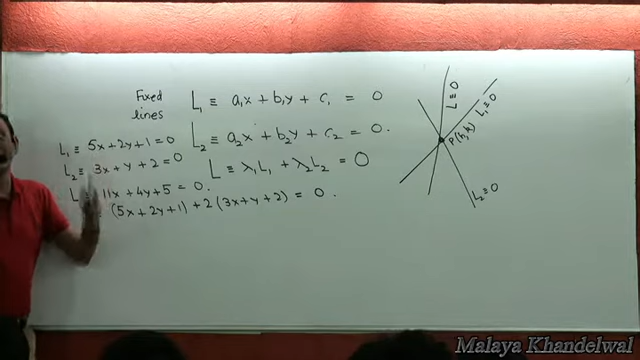 Fixed lines
L₁ ≡ a₁x + b₁y + c₁ = 0
L₂ ≡ a₂x + b₂y + c₂ = 0.
L ≡ λ₁L₁ + λ₂L₂ = 0
L₁ ≡ 5x + 2y + 1 = 0
L₂ ≡ 3x + y + 2 = 0
L 11x + 4y + 5 = 0.
(5x + 2y + 1) + 2(3x + y + 2) = 0.
L ≡ 0
L₁ ≡ 0
P(h, k)
L₂ ≡ 0
Malaya Khandelwal